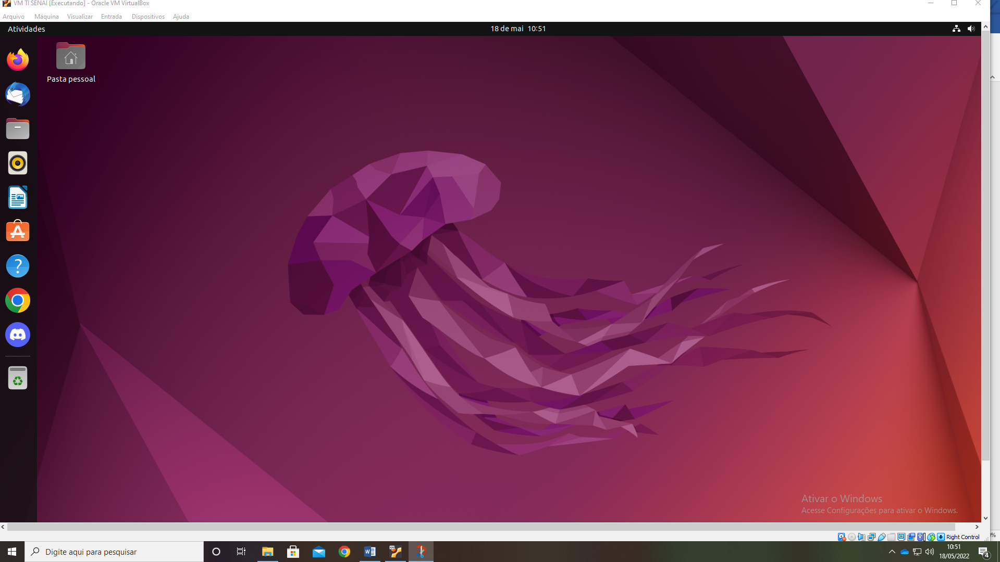 VM TI SENAI [Executando] - Oracle VM VirtualBox
Arquivo Máquina Visualizar Entrada Dispositivos Ajuda
Atividades 18 de mai 10:51
Pasta pessoal
Ativar o Windows
Acesse Configurações para ativar o Windows.
Right Control
Digite aqui para pesquisar
10:51
18/05/2022
4